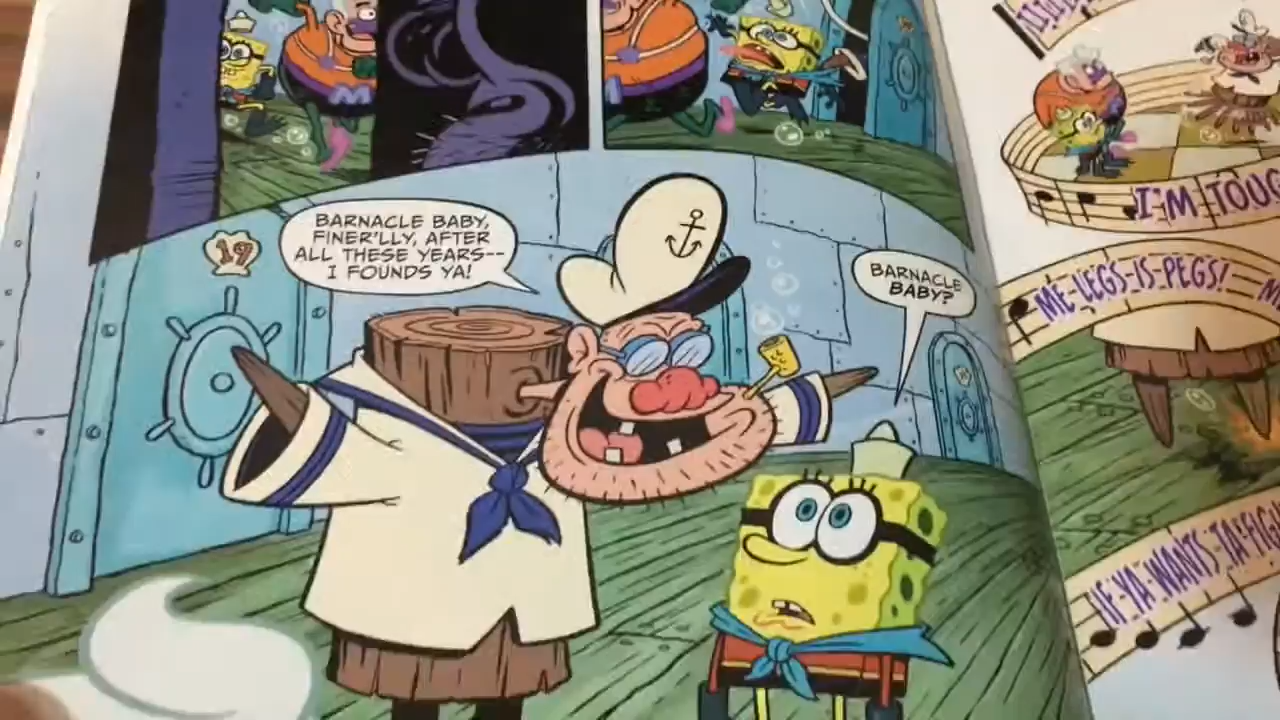 M
19
BARNACLE BABY,
FINER'LLY, AFTER
ALL THESE YEARS--
I FOUNDS YA!
BARNACLE
BABY?
I'M TOUG
ME-LEGS-IS-PEGS!
IF-YA-WANTS-TA-FIGH